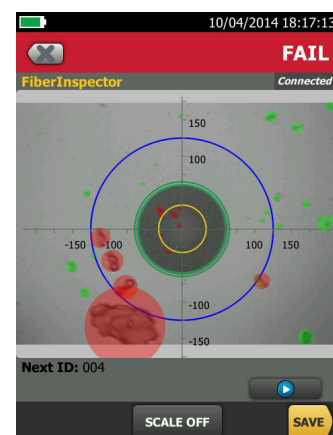 10/04/2014 18:17:13
FAIL
FiberInspector
Connected
150
100
-150 -100 100 150
-100
-150
Next ID: 004
SCALE OFF
SAVE